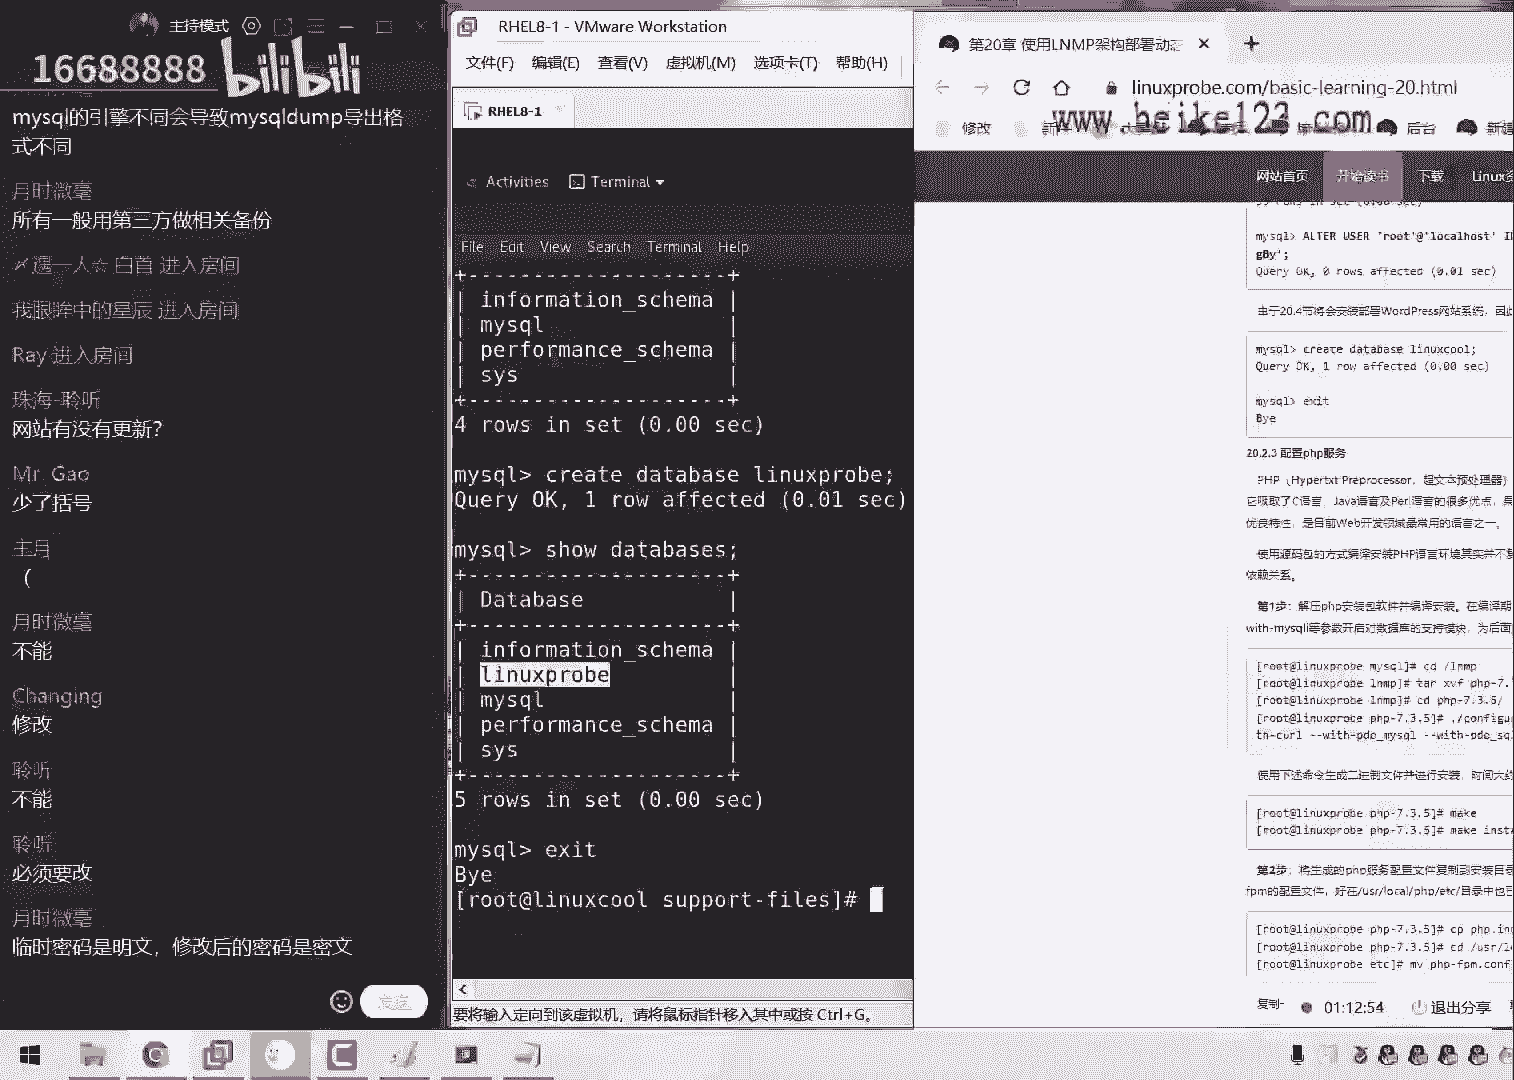 主持模式
16688888 bilibili
mysql的引擎不同会导致mysqldump导出格
式不同
月时微毫
所有一般用第三方做相关备份
白首 进入房间
我眼眸中的星辰 进入房间
Ray 进入房间
珠海-聆听
网站有没有更新?
Mr. Gao
少了括号
主月
（
月时微毫
不能
Changing
修改
聆听
不能
聆听
必须要改
月时微毫
临时密码是明文，修改后的密码是密文
发送
RHEL8-1 - VMware Workstation
文件(F) 编辑(E) 查看(V) 虚拟机(M) 选项卡(T) 帮助(H)
RHEL8-1
Activities Terminal
File Edit View Search Terminal Help
+--------------------+
| information_schema |
| mysql |
| performance_schema |
| sys |
+--------------------+
4 rows in set (0.00 sec)
mysql> create database linuxprobe;
Query OK, 1 row affected (0.01 sec)
mysql> show databases;
+--------------------+
| Database |
+--------------------+
| information_schema |
| linuxprobe |
| mysql |
| performance_schema |
| sys |
+--------------------+
5 rows in set (0.00 sec)
mysql> exit
Bye
[root@linuxcool support-files]#
要将输入定向到该虚拟机，请将鼠标指针移入其中或按 Ctrl+G。
第20章 使用LNMP架构部署动态
linuxprobe.com/basic-learning-20.html
www.heike123.com
修改 后台 新建
网站首页 开始读书 下载 Linux
mysql> ALTER USER 'root'@'localhost' I
gBy';
Query OK, 0 rows affected (0.01 sec)
由于20.4节将会安装部署WordPress网站系统，因此
mysql> create database linuxcool;
Query OK, 1 row affected (0.00 sec)
mysql> exit
Bye
20.2.3 配置php服务
PHP（Hypertxt Preprocessor，超文本预处理器）
它吸取了C语言、Java语言及Perl语言的很多优点，具
优良特性，是目前Web开发领域最常用的语言之一。
使用源码包的方式编译安装PHP语言环境其实并不复
依赖关系。
第1步：解压php安装包软件并编译安装。在编译期
with-mysqli等参数开启对数据库的支持模块，为后面
[root@linuxprobe mysql]# cd /lnmp
[root@linuxprobe lnmp]# tar xvf php-7.
[root@linuxprobe lnmp]# cd php-7.3.5/
[root@linuxprobe php-7.3.5]# ./configu
th-curl --with-pdo_mysql --with-pdo_sql
使用下述命令生成二进制文件并进行安装，时间大约
[root@linuxprobe php-7.3.5]# make
[root@linuxprobe php-7.3.5]# make inst
第2步：将生成的php服务配置文件复制到安装目录
fpm的配置文件，好在/usr/local/php/etc/目录中也已
[root@linuxprobe php-7.3.5]# cp php.in
[root@linuxprobe php-7.3.5]# cd /usr/lo
[root@linuxprobe etc]# mv php-fpm.conf
复制 01:12:54 退出分享